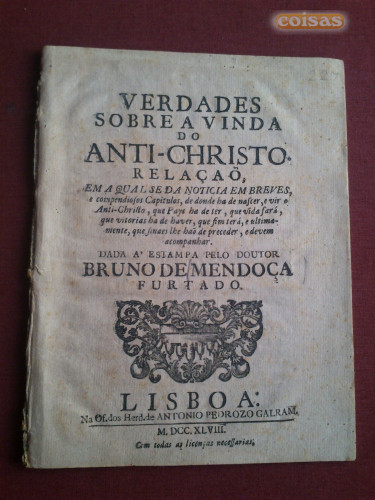 coisas
VERDADES
SOBRE A VINDA
DO
ANTI-CHRISTO.
RELAÇAÕ,
EM A QUAL SE DA NOTICIA EM BREVES,
e compendiosos Capitulos, de donde ha de nascer, e vir o
Anti-Christo, que Pays ha de ter, que vida fará,
que vitorias ha de haver, que fim terá, e ultima-
mente, que sinaes lhe haõ de preceder, e devem
acompanhar.
DADA A' ESTAMPA PELO DOUTOR
BRUNO DE MENDOÇA
FURTADO.
LISBOA:
Na Of. dos Herd. de ANTONIO PEDROZO GALRAM.
M. DCC. XLVIII.
Com todas as licenças necessarias.